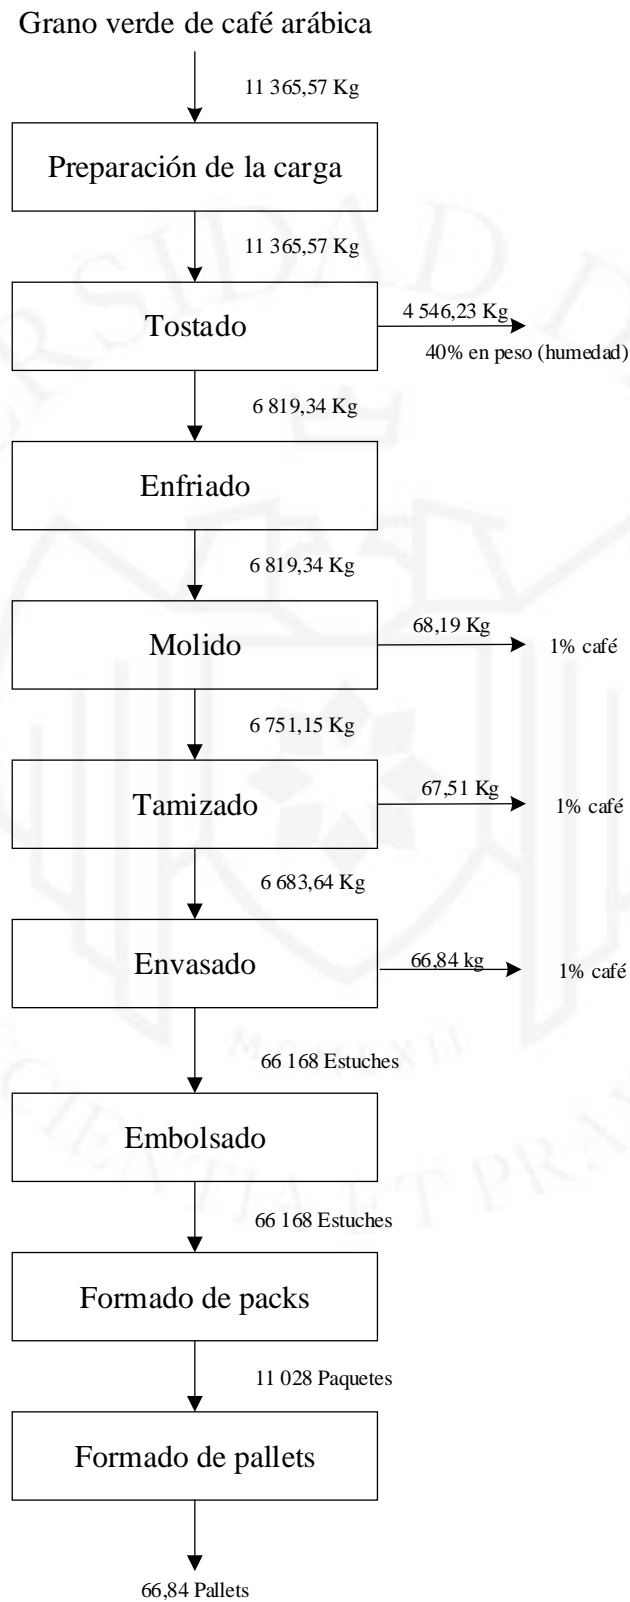 Grano verde de café arábica
11 365,57 Kg
Preparación de la carga
11 365,57 Kg
Tostado
4 546,23 Kg
40% en peso (humedad)
6 819,34 Kg
Enfriado
6 819,34 Kg
Molido
68,19 Kg
1% café
6 751,15 Kg
Tamizado
67,51 Kg
1% café
6 683,64 Kg
Envasado
66,84 kg
1% café
66 168 Estuches
Embolsado
66 168 Estuches
Formado de packs
11 028 Paquetes
Formado de pallets
66,84 Pallets